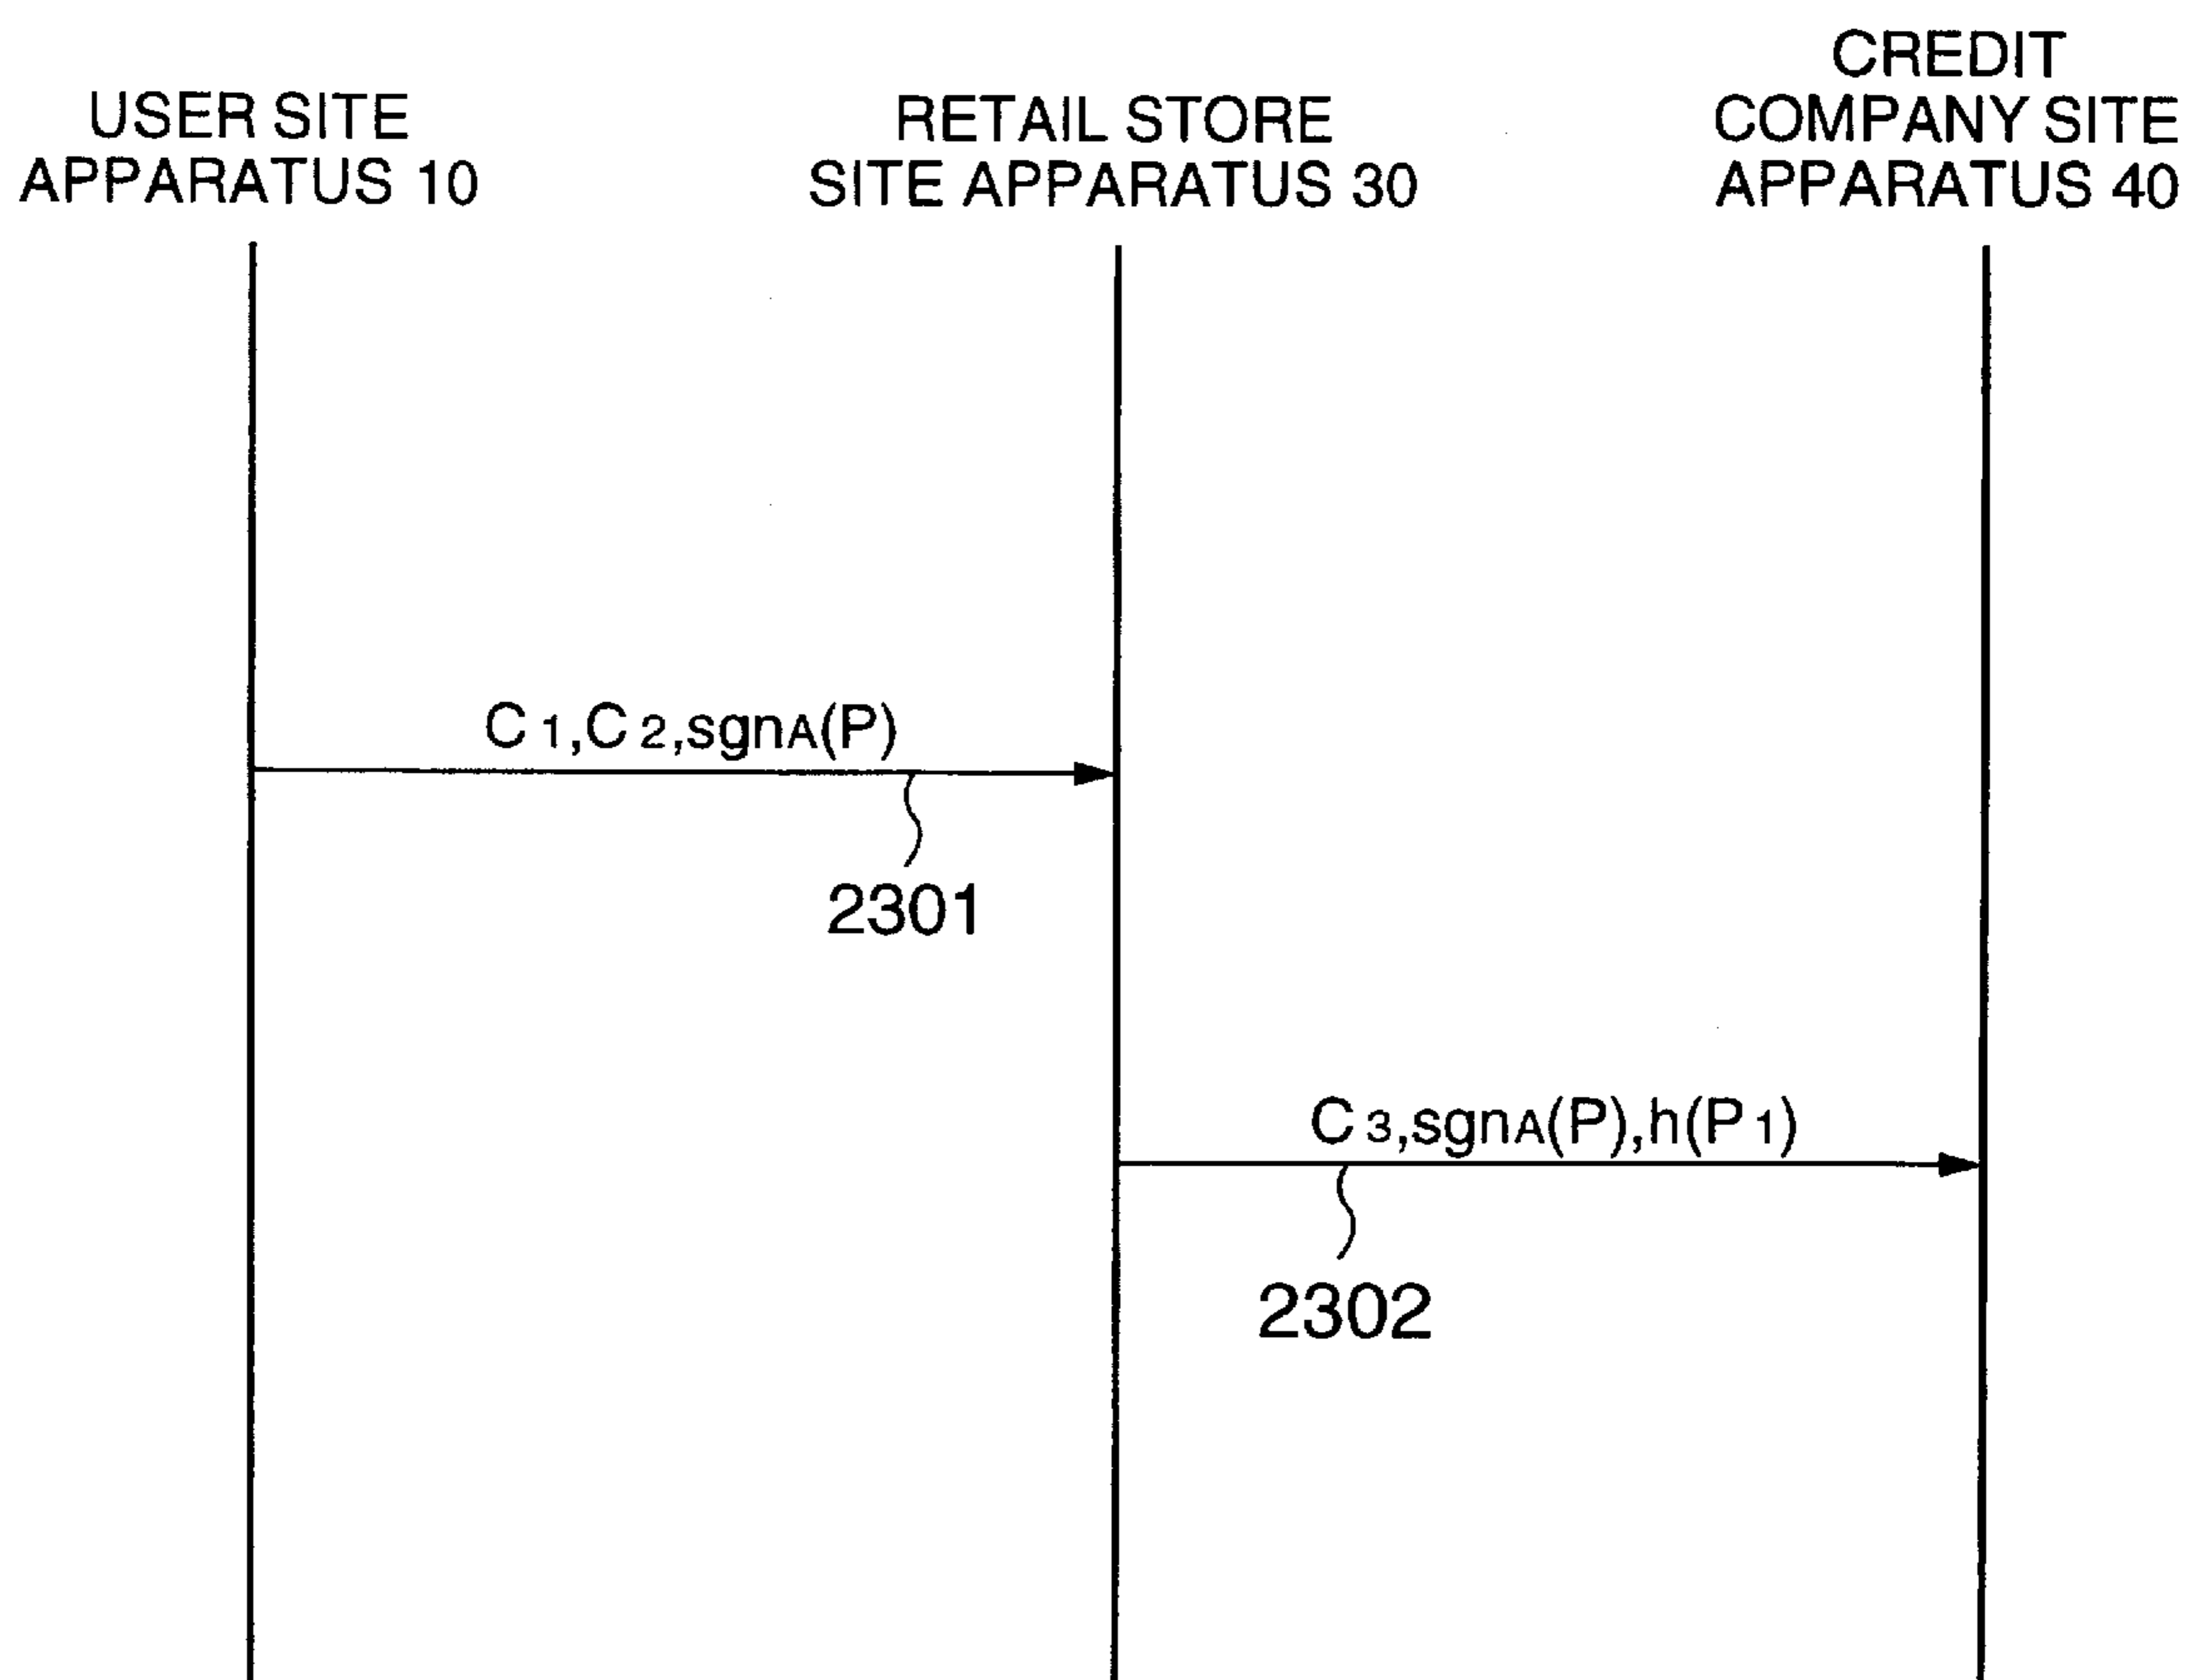 USER SITE
APPARATUS 10
RETAIL STORE
SITE APPARATUS 30
CREDIT
COMPANY SITE
APPARATUS 40
C1,C2,sgnA(P)
2301
C3,sgnA(P),h(P1)
2302